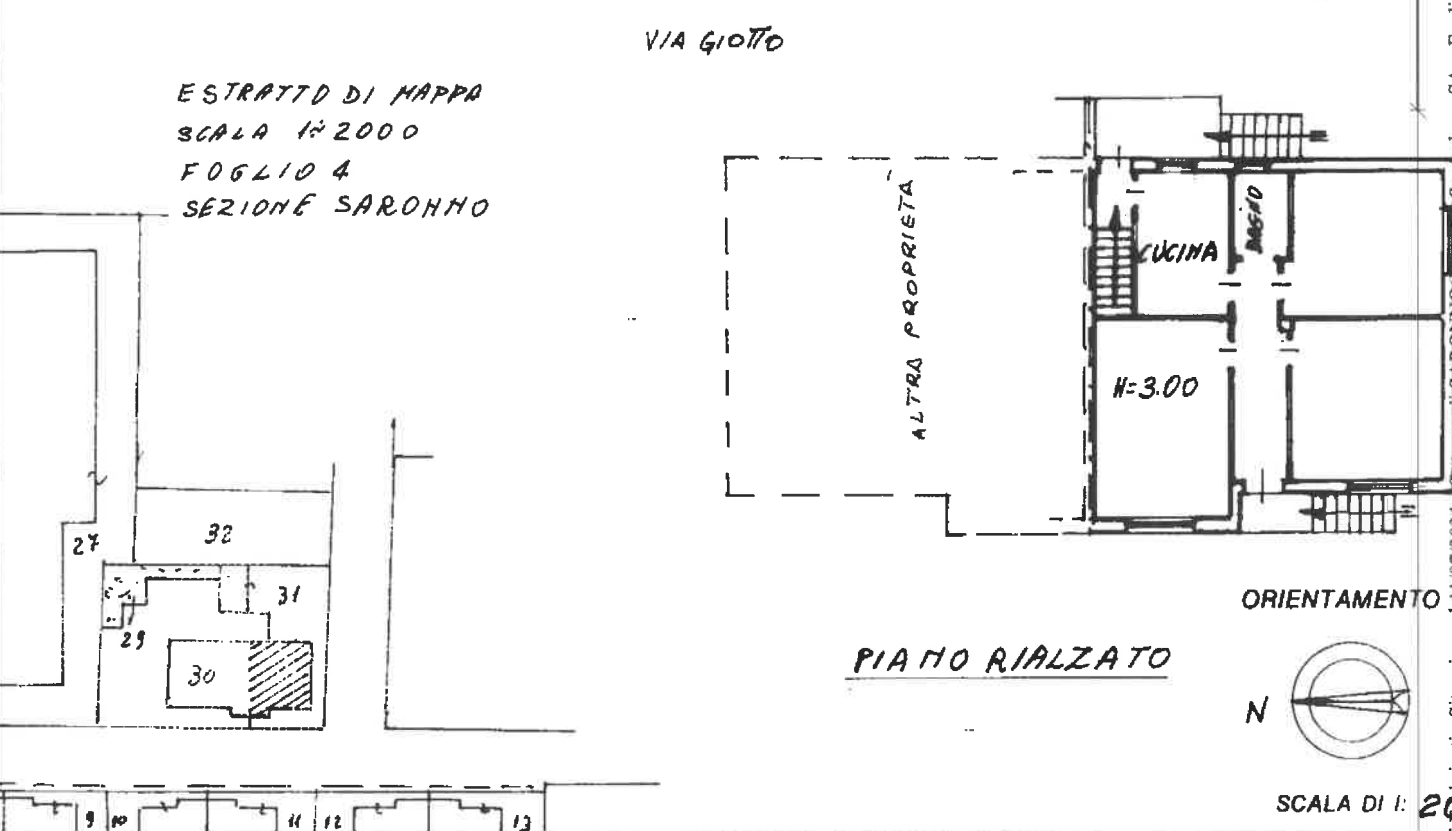 VIA GIOTTO
ESTRATTO DI MAPPA
SCALA 1÷2000
FOGLIO 4
SEZIONE SARONNO
ALTRA PROPRIETA
CUCINA
BAGNO
H=3.00
27
32
31
29
30
ORIENTAMENTO
PIANO RIALZATO
N
SCALA DI 1:
9 10 11 12 13